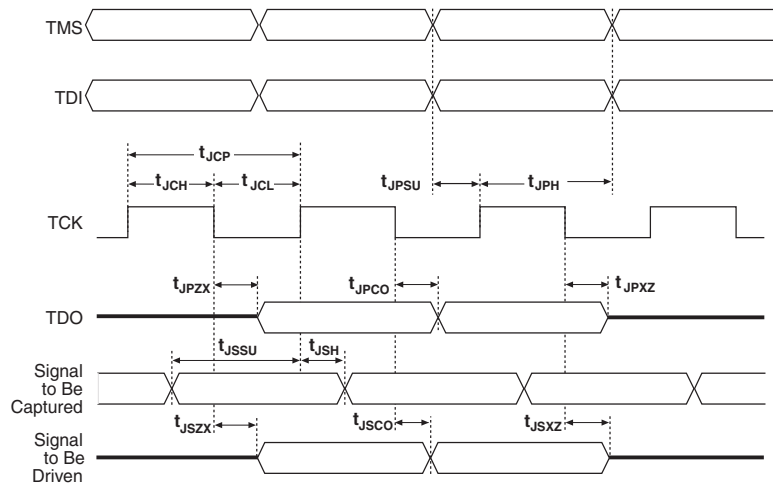 TMS
TDI
tJCP
tJCH
tJCL
tJPSU
tJPH
TCK
tJPZX
tJPCO
tJPXZ
TDO
tJSSU
tJSH
Signal
to Be
Captured
tJSZX
tJSCO
tJSXZ
Signal
to Be
Driven